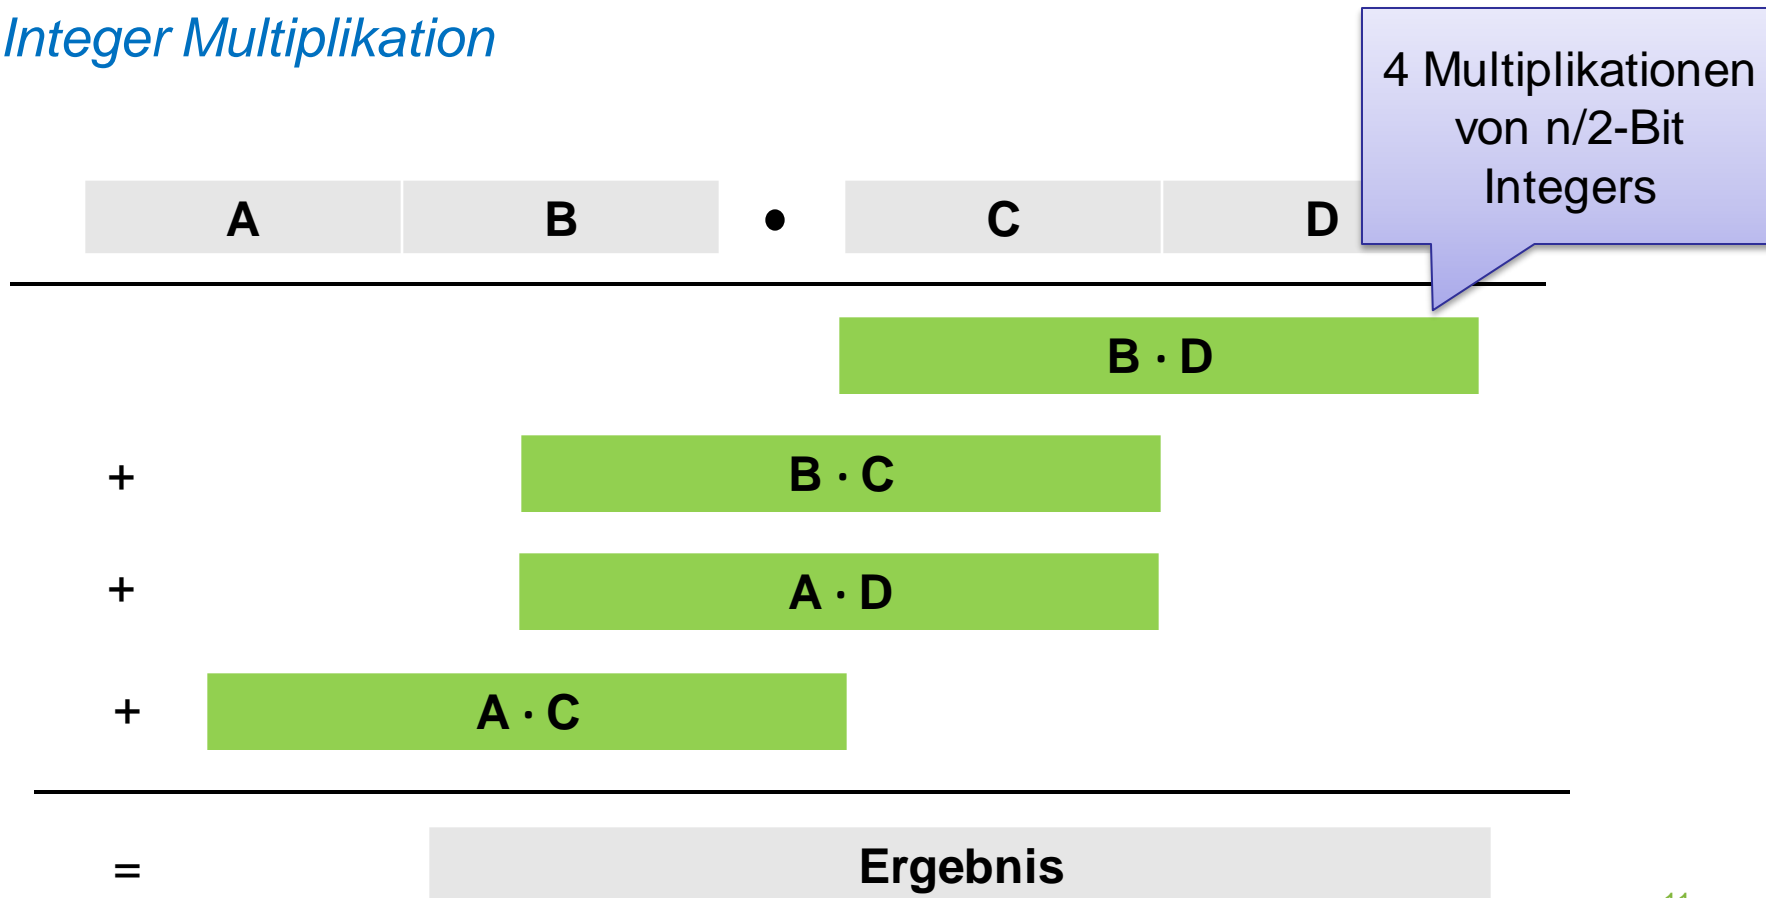 Integer Multiplikation
4 Multiplikationen
von n/2-Bit
Integers
A B • C D
B · D
+ B · C
+ A · D
+ A · C
= Ergebnis